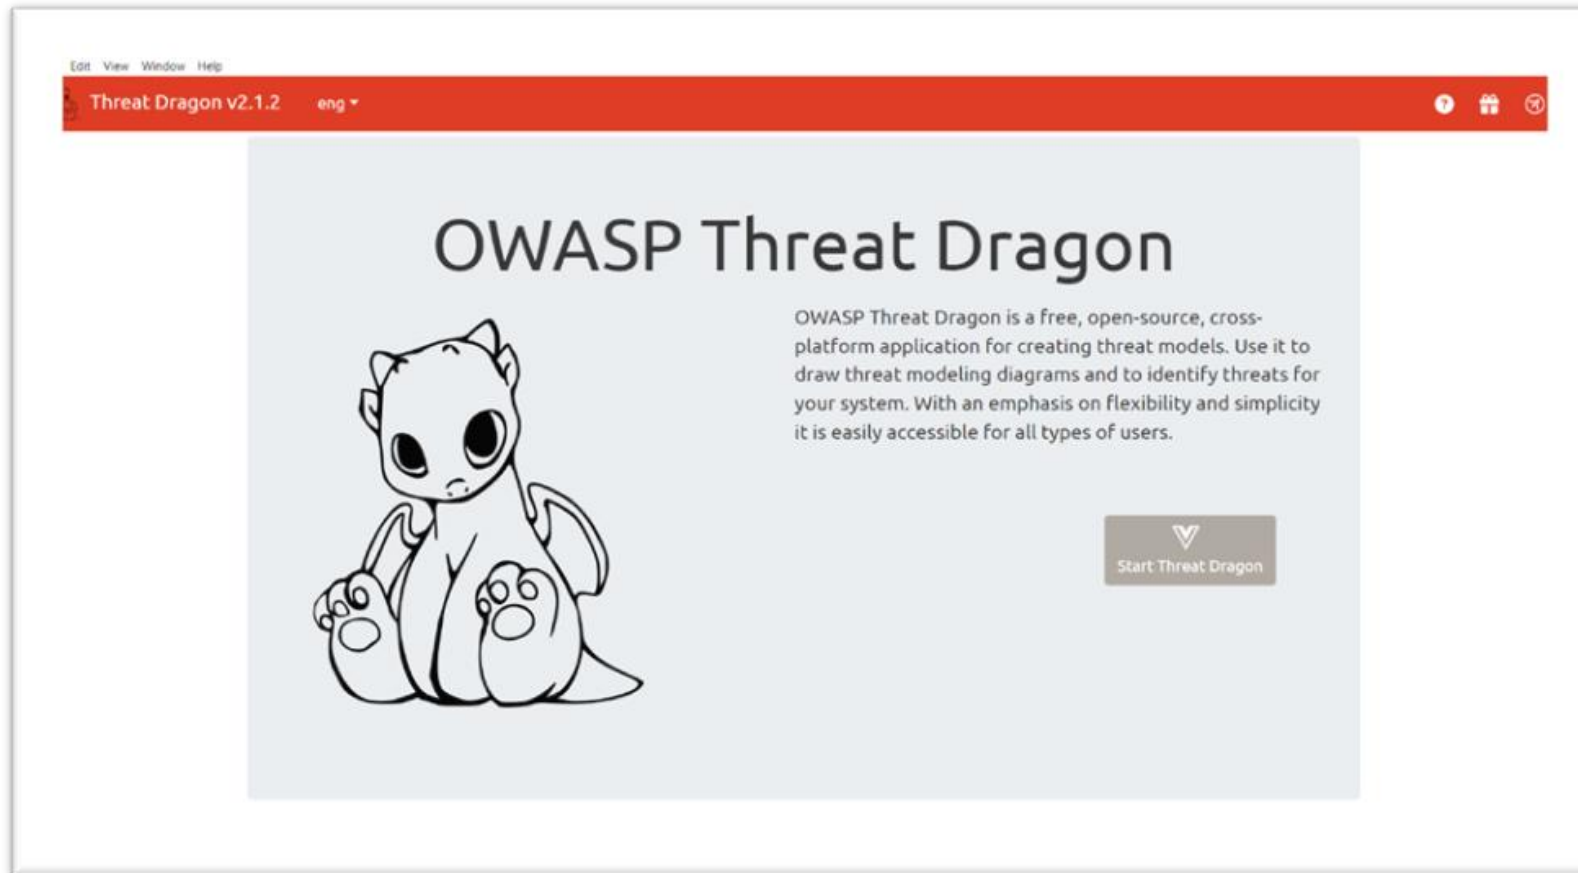 Edit View Window Help
Threat Dragon v2.1.2 eng
OWASP Threat Dragon
OWASP Threat Dragon is a free, open-source, cross-
platform application for creating threat models. Use it to
draw threat modeling diagrams and to identify threats for
your system. With an emphasis on flexibility and simplicity
it is easily accessible for all types of users.
Start Threat Dragon